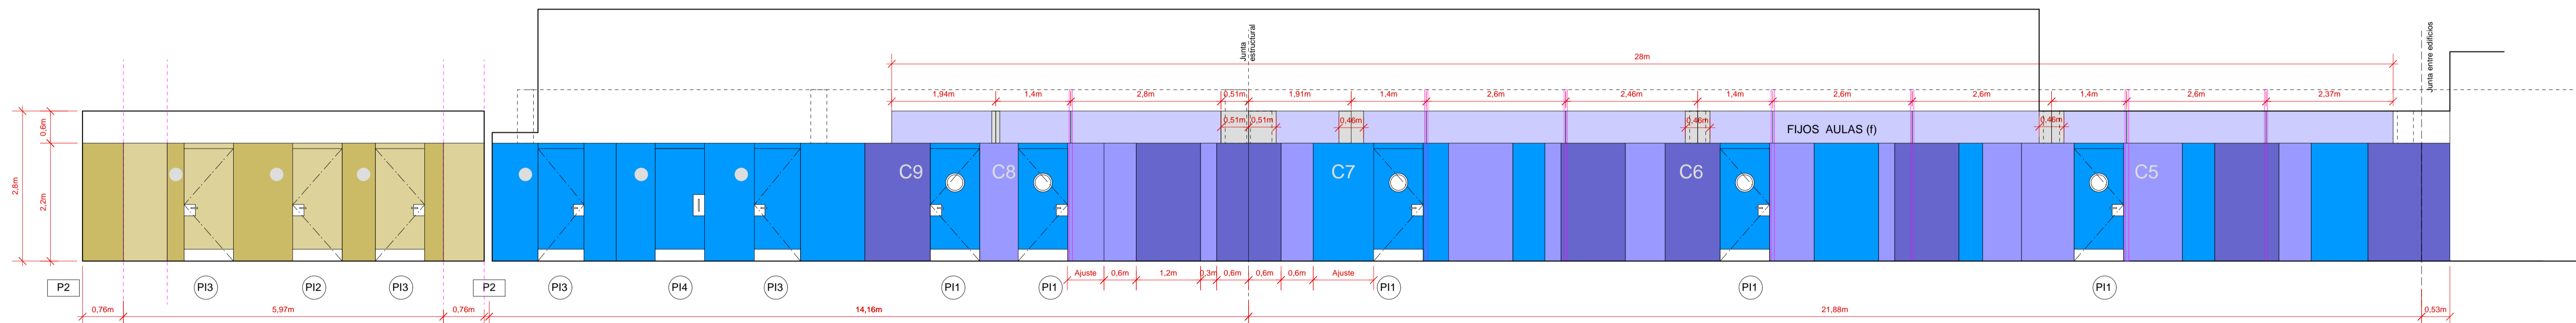 Junta
estructural
Junta entre edificios
28m
1,94m
1,4m
2,8m
0,51m
1,91m
1,4m
2,6m
2,46m
1,4m
2,6m
2,6m
1,4m
2,6m
2,37m
0,6m
0,51m
0,51m
0,46m
0,46m
0,46m
FIJOS AULAS (f)
2,8m
2,2m
C9
C8
C7
C6
C5
Ajuste
0,6m
1,2m
0,3m
0,6m
0,6m
0,6m
Ajuste
P2
PI3
PI2
PI3
P2
PI3
PI4
PI3
PI1
PI1
PI1
PI1
PI1
0,76m
5,97m
0,76m
14,16m
21,88m
0,53m